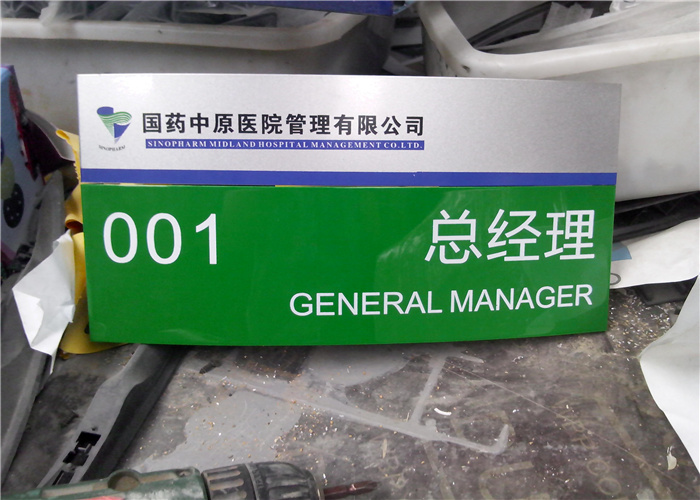 国药中原医院管理有限公司
SINOPHARM MIDLAND HOSPITAL MANAGEMENT CO.LTD.
001
总经理
GENERAL MANAGER